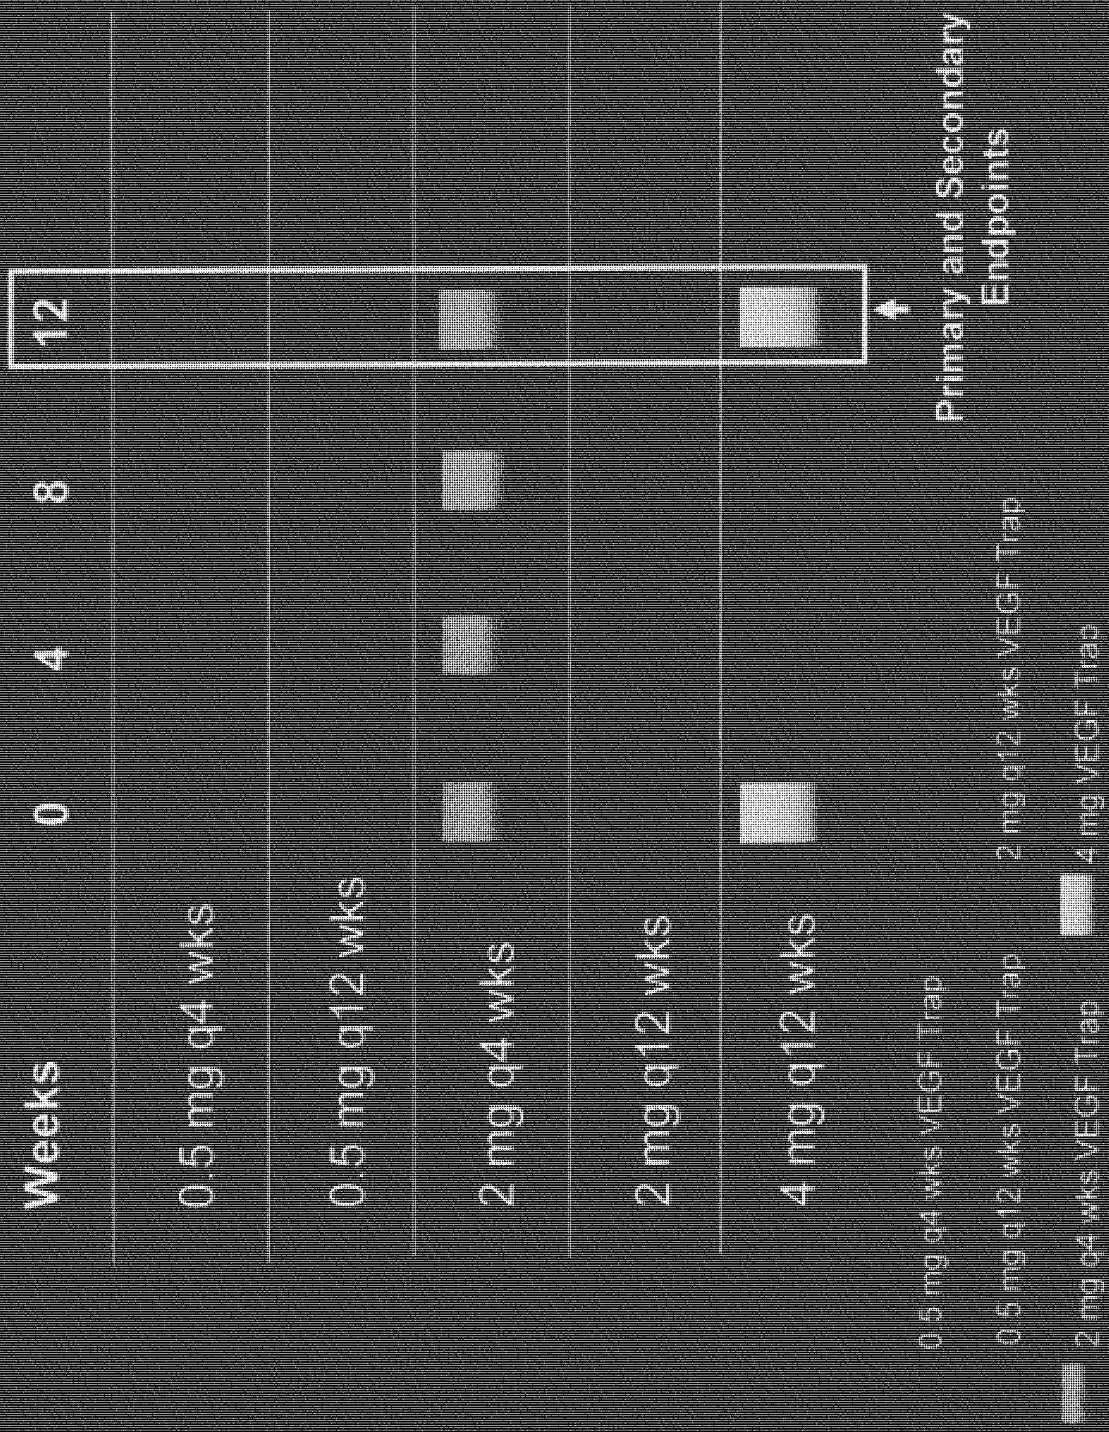 Weeks 0 4 8 12
0.5 mg q4 wks
0.5 mg q12 wks
2 mg q4 wks
2 mg q12 wks
4 mg q12 wks
Primary and Secondary
Endpoints
0 5 mg q4 wks VEGF Trap
0 5 mg q12 wks VEGF Trap 2 mg q12 wks VEGF Trap
2 mg q4 wks VEGF Trap 4 mg VEGF Trap